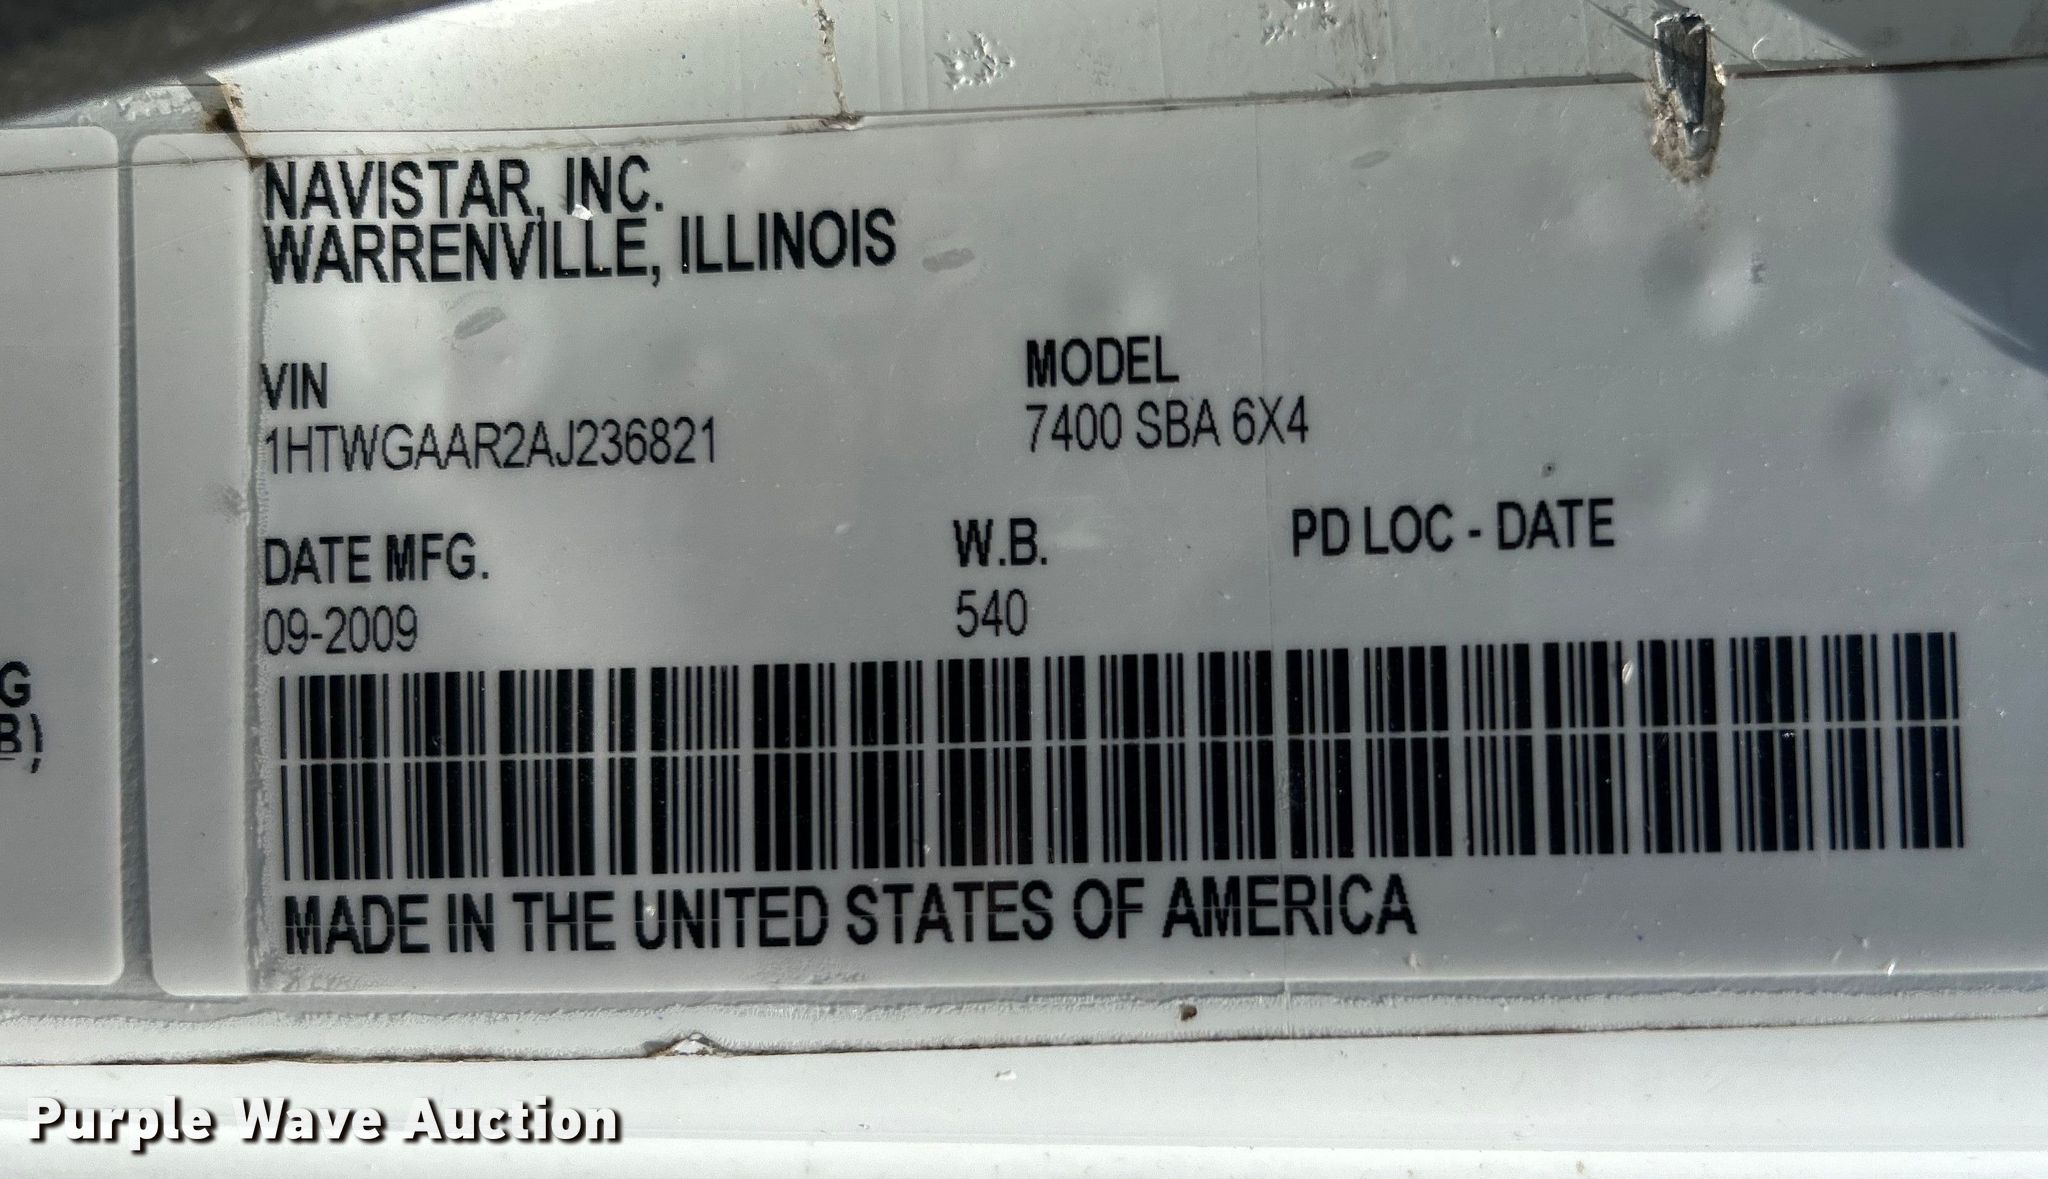 NAVISTAR, INC.
WARRENVILLE, ILLINOIS
VIN
1HTWGAAR2AJ236821
MODEL
7400 SBA 6X4
DATE MFG.
09-2009
W.B.
540
PD LOC - DATE
MADE IN THE UNITED STATES OF AMERICA
G
B)
Purple Wave Auction